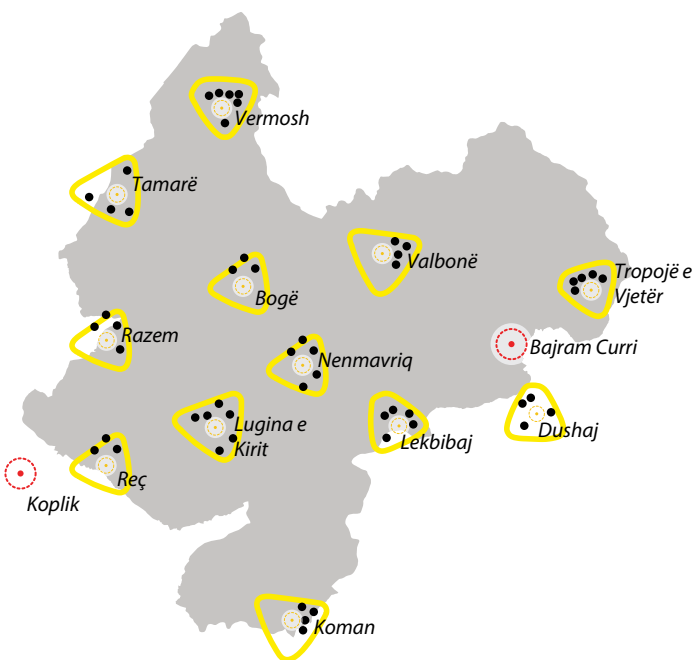 Vermosh
Tamarë
Valbonë
Tropojë e
Vjetër
Bogë
Razem
Bajram Curri
Nenmavriq
Lugina e
Kirit
Lekbibaj
Dushaj
Reç
Koplik
Koman